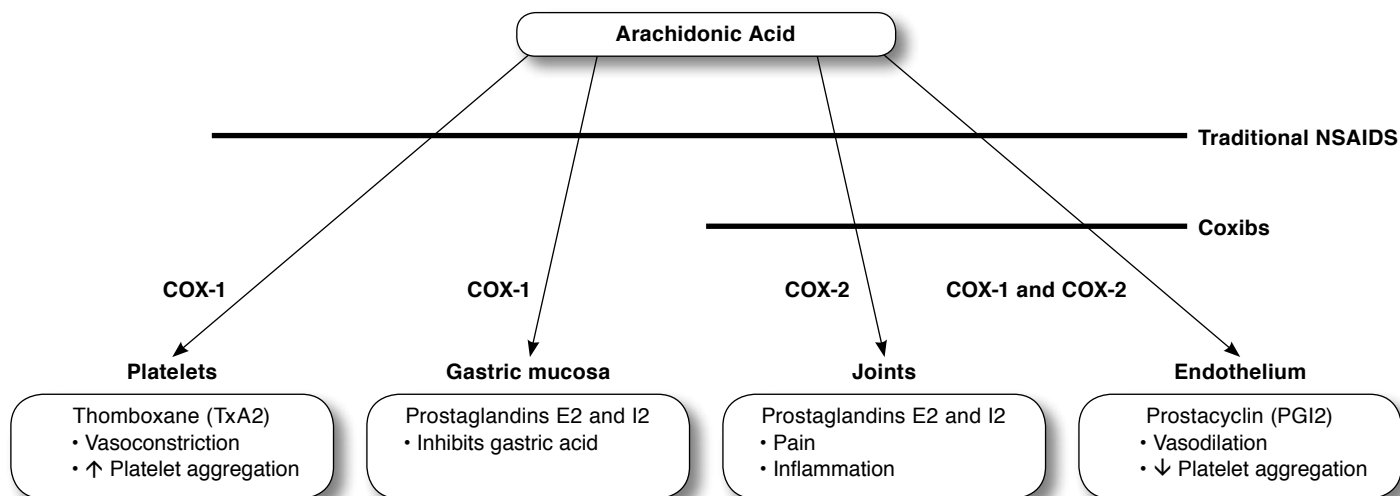 Arachidonic Acid
Traditional NSAIDS
Coxibs
COX-1
COX-1
COX-2
COX-1 and COX-2
Platelets
Gastric mucosa
Joints
Endothelium
Thomboxane (TxA2)
• Vasoconstriction
• ↑ Platelet aggregation
Prostaglandins E2 and I2
• Inhibits gastric acid
Prostaglandins E2 and I2
• Pain
• Inflammation
Prostacyclin (PGI2)
• Vasodilation
• ↓ Platelet aggregation